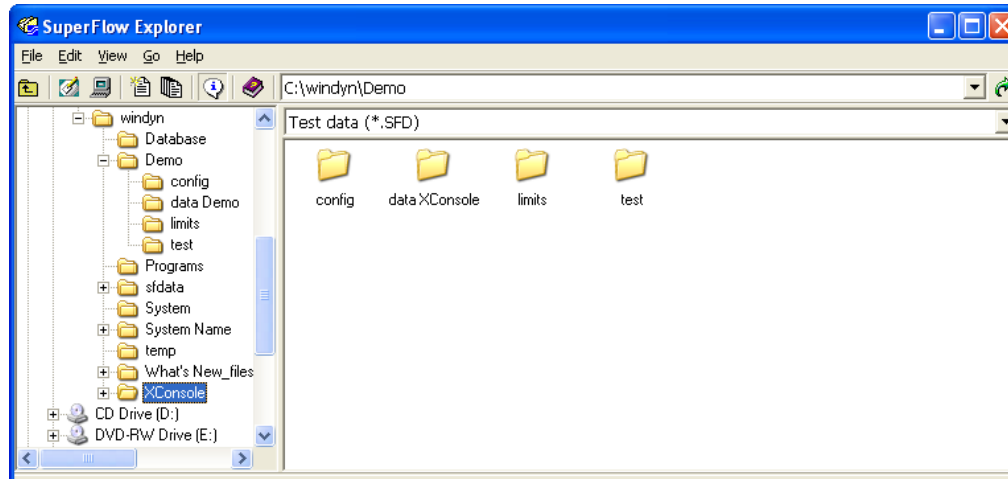 SuperFlow Explorer
File Edit View Go Help
C:\windyn\Demo
windyn
Database
Demo
config
data Demo
limits
test
Programs
sfdata
System
System Name
temp
What's New_files
XConsole
CD Drive (D:)
DVD-RW Drive (E:)
Test data (*.SFD)
config data XConsole limits test